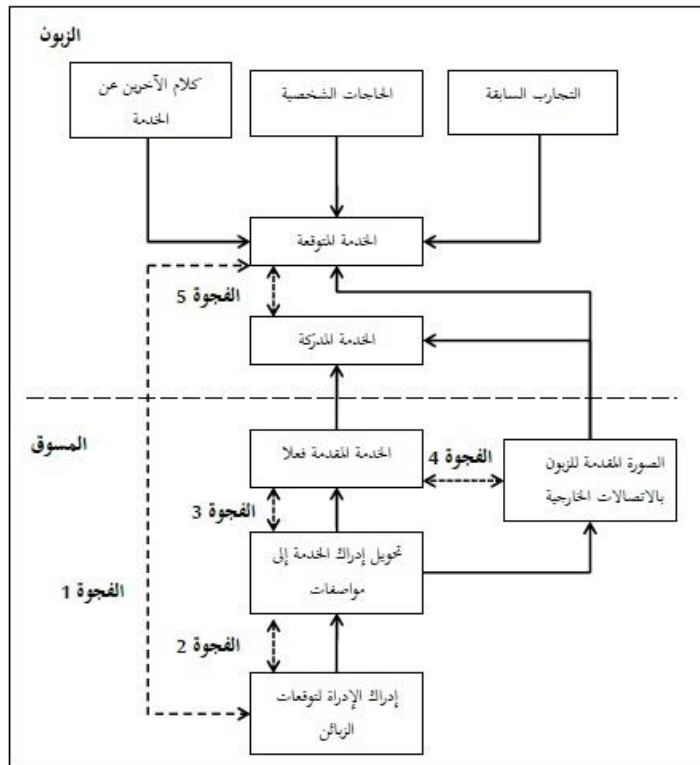 الزبون
كلام الآخرين عن
الخدمة
الحاجات الشخصية
التجارب السابقة
الخدمة المتوقعة
الفجوة 5
الخدمة المدركة
المسوق
الخدمة المقدمة فعلا
الفجوة 4
الصورة المقدمة للزبون
بالاتصالات الخارجية
الفجوة 3
تحويل إدراك الخدمة إلى
مواصفات
الفجوة 1
الفجوة 2
إدراك الإدراة لتوقعات
الزبائن